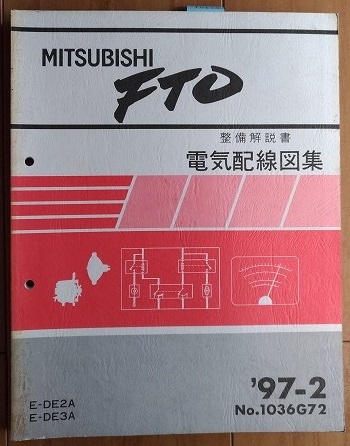 MITSUBISHI
FTO
整備解説書
電気配線図集
E-DE2A
E-DE3A
'97-2
No.1036G72